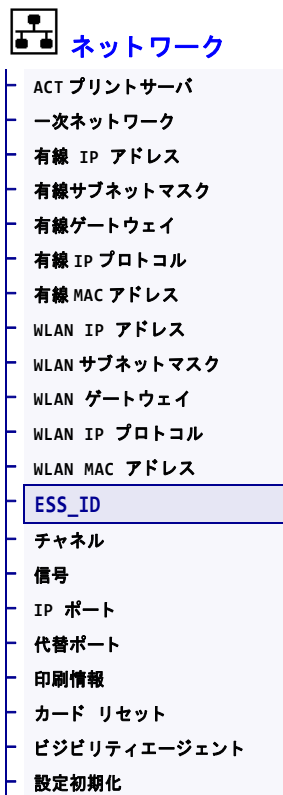 ネットワーク
ACT プリントサーバ
一次ネットワーク
有線 IP アドレス
有線サブネットマスク
有線ゲートウェイ
有線 IP プロトコル
有線 MAC アドレス
WLAN IP アドレス
WLAN サブネットマスク
WLAN ゲートウェイ
WLAN IP プロトコル
WLAN MAC アドレス
ESS_ID
チャネル
信号
IP ポート
代替ポート
印刷情報
カード リセット
ビジビリティエージェント
設定初期化